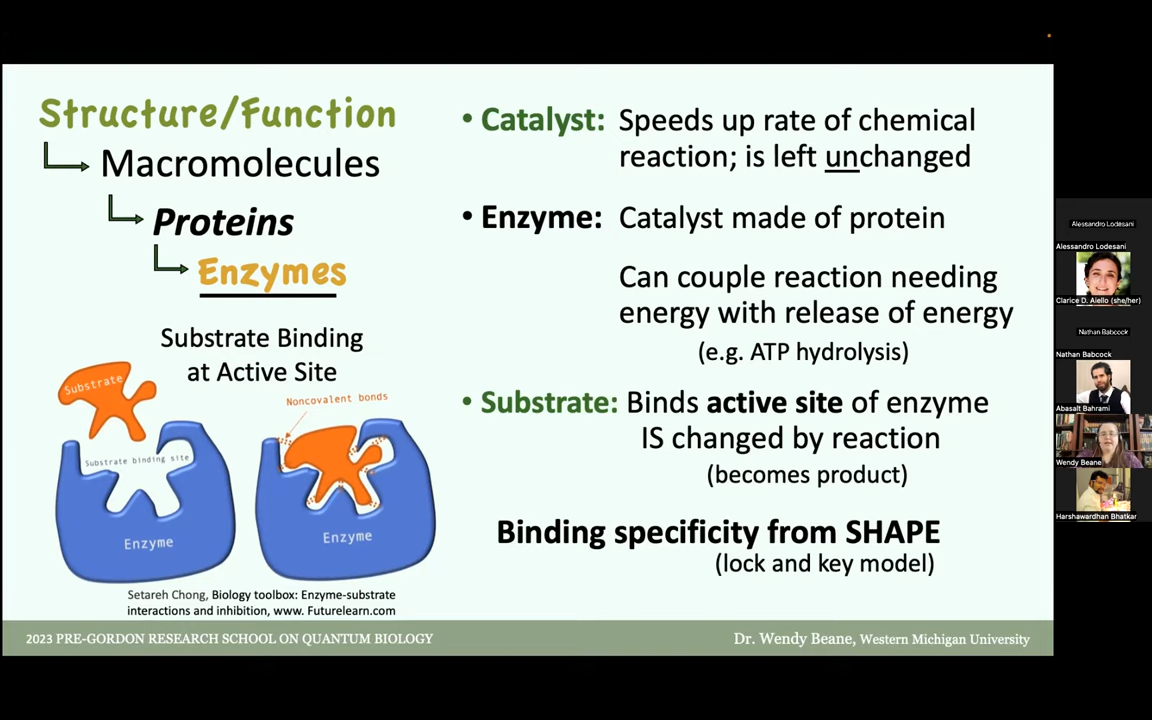 Structure/Function
Macromolecules
Proteins
Enzymes
Substrate Binding
at Active Site
Substrate
Substrate binding site
Enzyme
Noncovalent bonds
Enzyme
Setareh Chong, Biology toolbox: Enzyme-substrate
interactions and inhibition, www. Futurelearn.com
• Catalyst: Speeds up rate of chemical
reaction; is left unchanged
• Enzyme: Catalyst made of protein
Can couple reaction needing
energy with release of energy
(e.g. ATP hydrolysis)
• Substrate: Binds active site of enzyme
IS changed by reaction
(becomes product)
Binding specificity from SHAPE
(lock and key model)
2023 PRE-GORDON RESEARCH SCHOOL ON QUANTUM BIOLOGY
Dr. Wendy Beane, Western Michigan University
Alessandro Lodesani
Alessandro Lodesani
Clarice D. Aiello (she/her)
Nathan Babcock
Nathan Babcock
Abasalt Bahrami
Wendy Beane
Harshawardhan Bhatkar